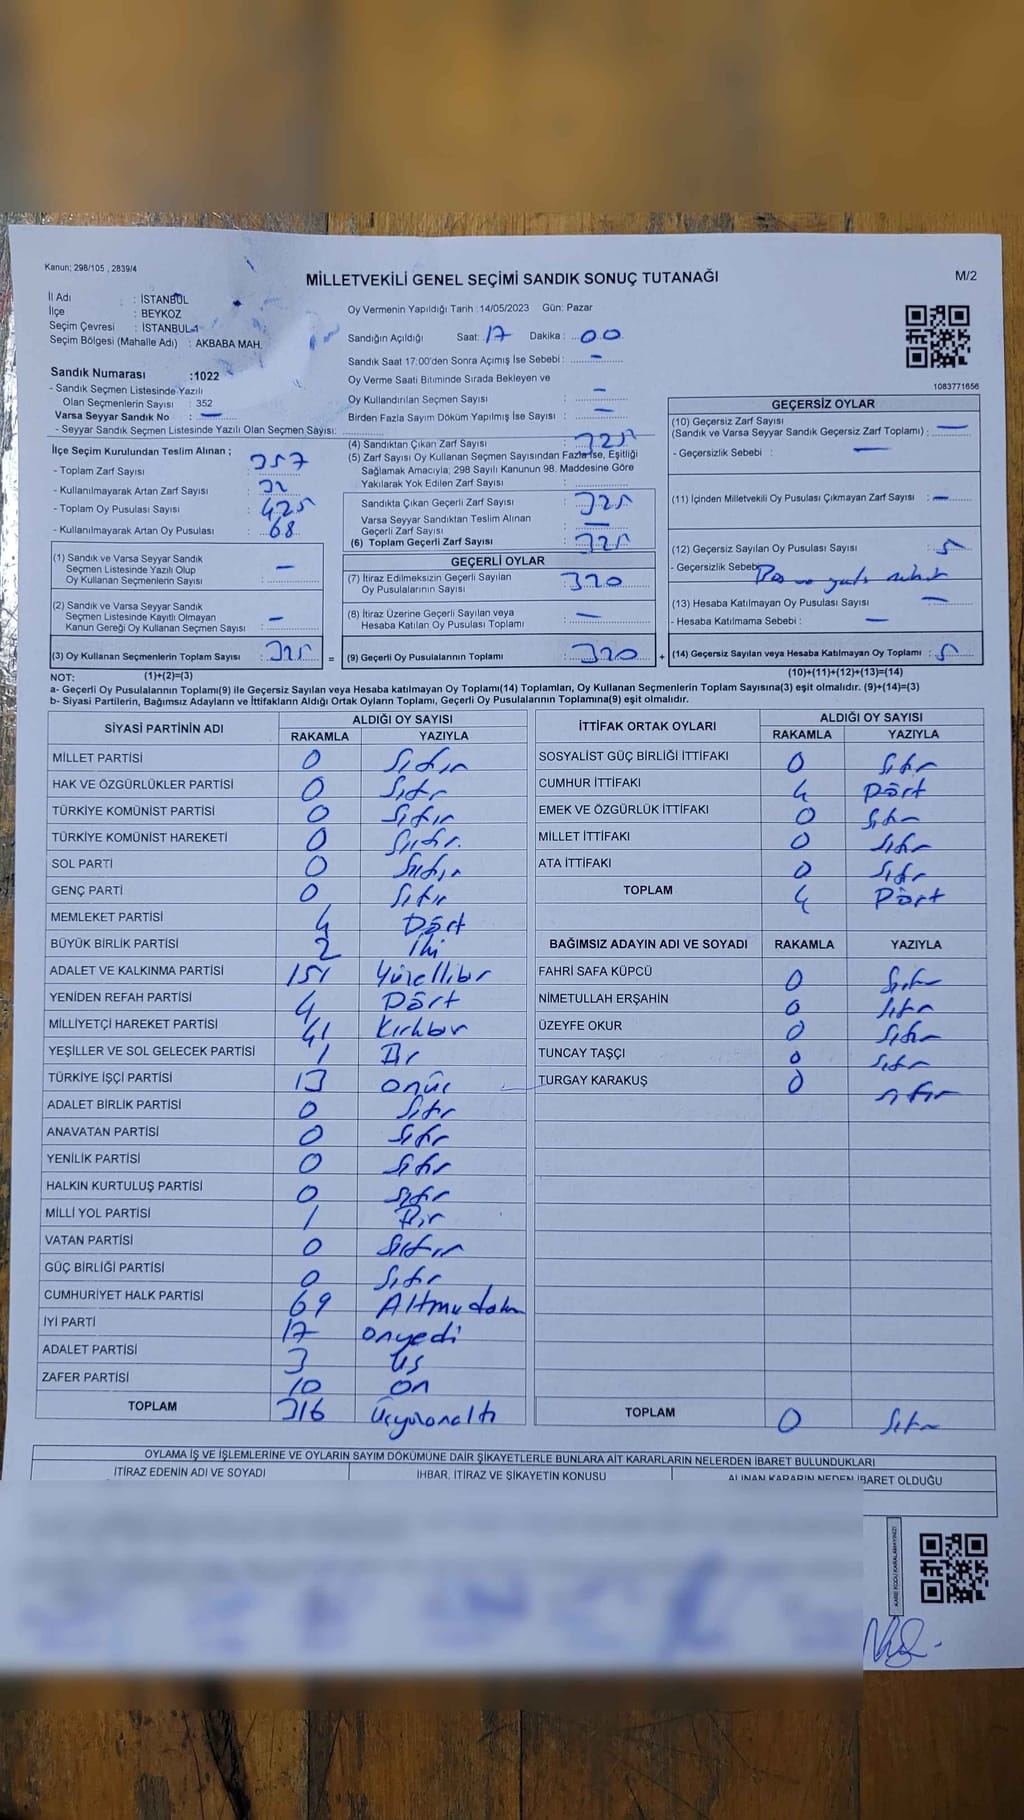 Kanun; 298/105 , 2839/4
MİLLETVEKİLİ GENEL SEÇİMİ SANDIK SONUÇ TUTANAĞI
M/2
İl Adı : İSTANBUL
İlçe : BEYKOZ
Seçim Çevresi : İSTANBUL-1
Seçim Bölgesi (Mahalle Adı) : AKBABA MAH.
Sandık Numarası :1022
- Sandık Seçmen Listesinde Yazılı
Olan Seçmenlerin Sayısı : 352
Varsa Seyyar Sandık No : —
- Seyyar Sandık Seçmen Listesinde Yazılı Olan Seçmen Sayısı:
Oy Vermenin Yapıldığı Tarih :14/05/2023 Gün: Pazar
Sandığın Açıldığı Saat: 17 Dakika : 00
Sandık Saat 17:00'den Sonra Açımış İse Sebebi : —
Oy Verme Saati Bitiminde Sırada Bekleyen ve
Oy Kullandırılan Seçmen Sayısı : —
Birden Fazla Sayım Döküm Yapılmış İse Sayısı : —
1083771656
İlçe Seçim Kurulundan Teslim Alınan ;
- Toplam Zarf Sayısı : 357
- Kullanılmayarak Artan Zarf Sayısı : 32
- Toplam Oy Pusulası Sayısı : 425
- Kullanılmayarak Artan Oy Pusulası : 68
(1) Sandık ve Varsa Seyyar Sandık
Seçmen Listesinde Yazılı Olup
Oy Kullanan Seçmenlerin Sayısı : —
(2) Sandık ve Varsa Seyyar Sandık
Seçmen Listesinde Kayıtlı Olmayan
Kanun Gereği Oy Kullanan Seçmen Sayısı : —
(3) Oy Kullanan Seçmenlerin Toplam Sayısı : 325 =
(4) Sandıktan Çıkan Zarf Sayısı : 325
(5) Zarf Sayısı Oy Kullanan Seçmen Sayısından Fazla İse, Eşitliği
Sağlamak Amacıyla; 298 Sayılı Kanunun 98. Maddesine Göre
Yakılarak Yok Edilen Zarf Sayısı :
Sandıkta Çıkan Geçerli Zarf Sayısı : 325
Varsa Seyyar Sandıktan Teslim Alınan
Geçerli Zarf Sayısı : —
(6) Toplam Geçerli Zarf Sayısı : 325
GEÇERLİ OYLAR
(7) İtiraz Edilmeksizin Geçerli Sayılan
Oy Pusulalarının Sayısı : 320
(8) İtiraz Üzerine Geçerli Sayılan veya
Hesaba Katılan Oy Pusulası Toplamı : —
(9) Geçerli Oy Pusulalarının Toplamı : 320 +
GEÇERSİZ OYLAR
(10) Geçersiz Zarf Sayısı
(Sandık ve Varsa Seyyar Sandık Geçersiz Zarf Toplamı) : —
- Geçersizlik Sebebi : —
(11) İçinden Milletvekili Oy Pusulası Çıkmayan Zarf Sayısı : —
(12) Geçersiz Sayılan Oy Pusulası Sayısı : 5
- Geçersizlik Sebebi
(13) Hesaba Katılmayan Oy Pusulası Sayısı : —
- Hesaba Katılmama Sebebi : —
(14) Geçersiz Sayılan veya Hesaba Katılmayan Oy Toplamı : 5
NOT: (1)+(2)=(3)
(10)+(11)+(12)+(13)=(14)
a- Geçerli Oy Pusulalarının Toplamı(9) ile Geçersiz Sayılan veya Hesaba katılmayan Oy Toplamı(14) Toplamları, Oy Kullanan Seçmenlerin Toplam Sayısına(3) eşit olmalıdır. (9)+(14)=(3)
b- Siyasi Partilerin, Bağımsız Adayların ve İttifakların Aldığı Ortak Oyların Toplamı, Geçerli Oy Pusulalarının Toplamına(9) eşit olmalıdır.
SİYASİ PARTİNİN ADI ALDIĞI OY SAYISI
RAKAMLA YAZIYLA
MİLLET PARTİSİ 0 Sıfır
HAK VE ÖZGÜRLÜKLER PARTİSİ 0 Sıfır
TÜRKİYE KOMÜNİST PARTİSİ 0 Sıfır
TÜRKİYE KOMÜNİST HAREKETİ 0 Sıfır
SOL PARTİ 0 Sıfır
GENÇ PARTİ 0 Sıfır
MEMLEKET PARTİSİ 4 Dört
BÜYÜK BİRLİK PARTİSİ 2 İki
ADALET VE KALKINMA PARTİSİ 151 Yüzellibir
YENİDEN REFAH PARTİSİ 4 Dört
MİLLİYETÇİ HAREKET PARTİSİ 41 Kırkbir
YEŞİLLER VE SOL GELECEK PARTİSİ 1 Bir
TÜRKİYE İŞÇİ PARTİSİ 13 onüç
ADALET BİRLİK PARTİSİ 0 Sıfır
ANAVATAN PARTİSİ 0 Sıfır
YENİLİK PARTİSİ 0 Sıfır
HALKIN KURTULUŞ PARTİSİ 0 Sıfır
MİLLİ YOL PARTİSİ 1 Bir
VATAN PARTİSİ 0 Sıfır
GÜÇ BİRLİĞİ PARTİSİ 0 Sıfır
CUMHURİYET HALK PARTİSİ 69 Altmışdokuz
İYİ PARTİ 17 onyedi
ADALET PARTİSİ 3 üç
ZAFER PARTİSİ 10 on
TOPLAM 316 Üçyüzonaltı
İTTİFAK ORTAK OYLARI ALDIĞI OY SAYISI
RAKAMLA YAZIYLA
SOSYALİST GÜÇ BİRLİĞİ İTTİFAKI 0 Sıfır
CUMHUR İTTİFAKI 4 Dört
EMEK VE ÖZGÜRLÜK İTTİFAKI 0 Sıfır
MİLLET İTTİFAKI 0 Sıfır
ATA İTTİFAKI 0 Sıfır
TOPLAM 4 Dört
BAĞIMSIZ ADAYIN ADI VE SOYADI RAKAMLA YAZIYLA
FAHRİ SAFA KÜPCÜ 0 Sıfır
NİMETULLAH ERŞAHİN 0 Sıfır
ÜZEYFE OKUR 0 Sıfır
TUNCAY TAŞÇI 0 Sıfır
TURGAY KARAKUŞ 0 sıfır
TOPLAM 0 Sıfır
OYLAMA İŞ VE İŞLEMLERİNE VE OYLARIN SAYIM DÖKÜMÜNE DAİR ŞİKAYETLERLE BUNLARA AİT KARARLARIN NELERDEN İBARET BULUNDUKLARI
İTİRAZ EDENİN ADI VE SOYADI İHBAR, İTİRAZ VE ŞİKAYETİN KONUSU ALINAN KARARIN NEDEN İBARET OLDUĞU
KARE KODU KARALAMAYINIZ!